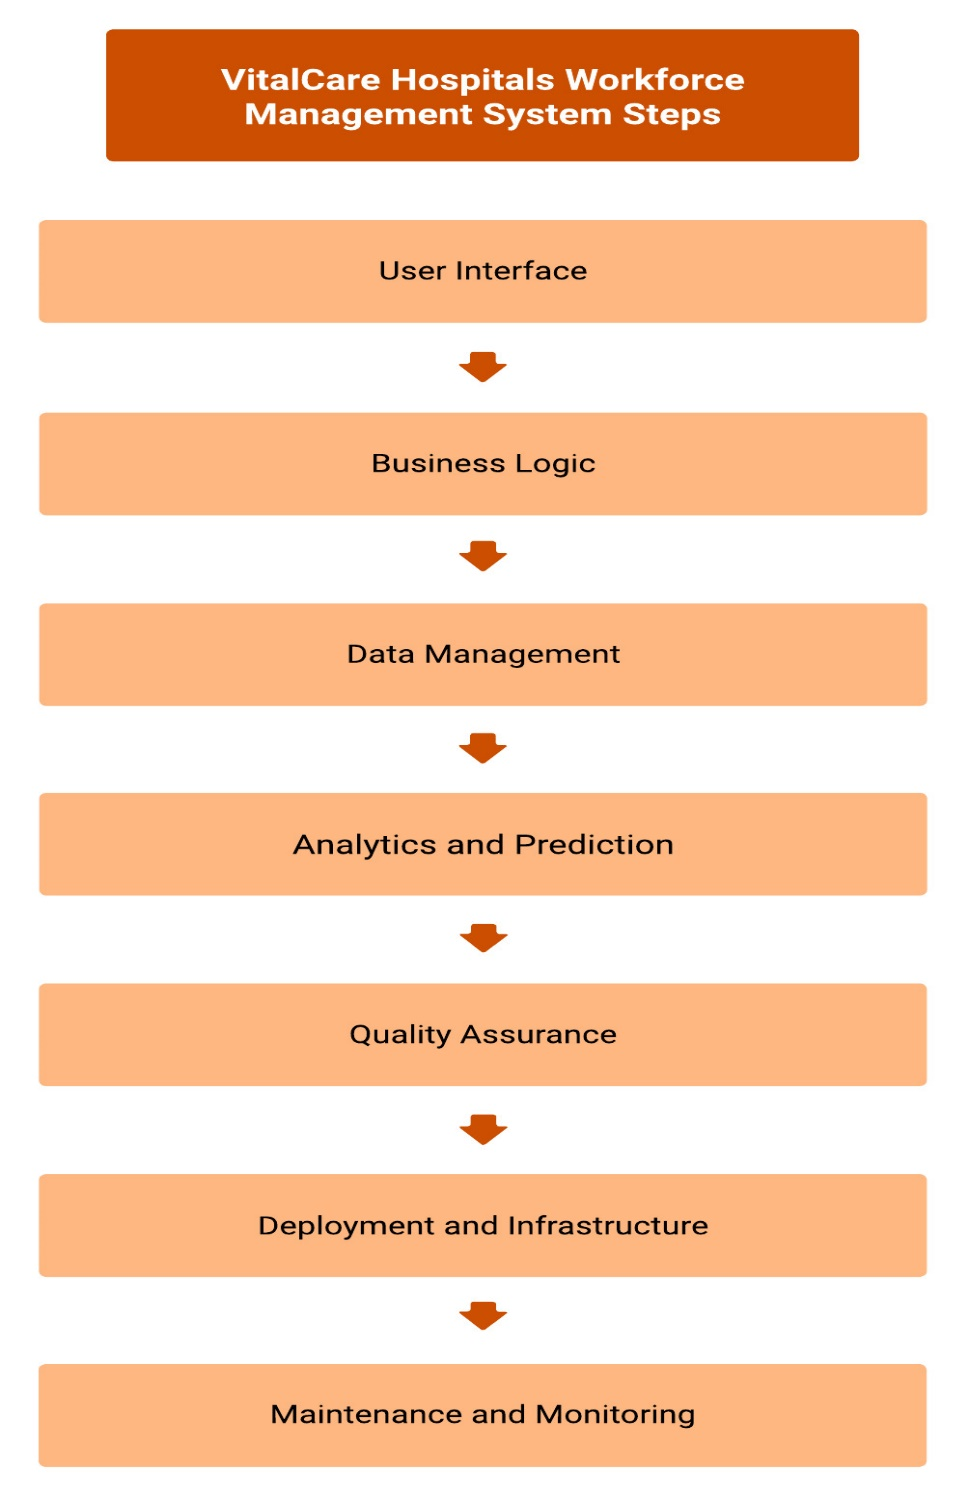 VitalCare Hospitals Workforce
Management System Steps
User Interface
Business Logic
Data Management
Analytics and Prediction
Quality Assurance
Deployment and Infrastructure
Maintenance and Monitoring